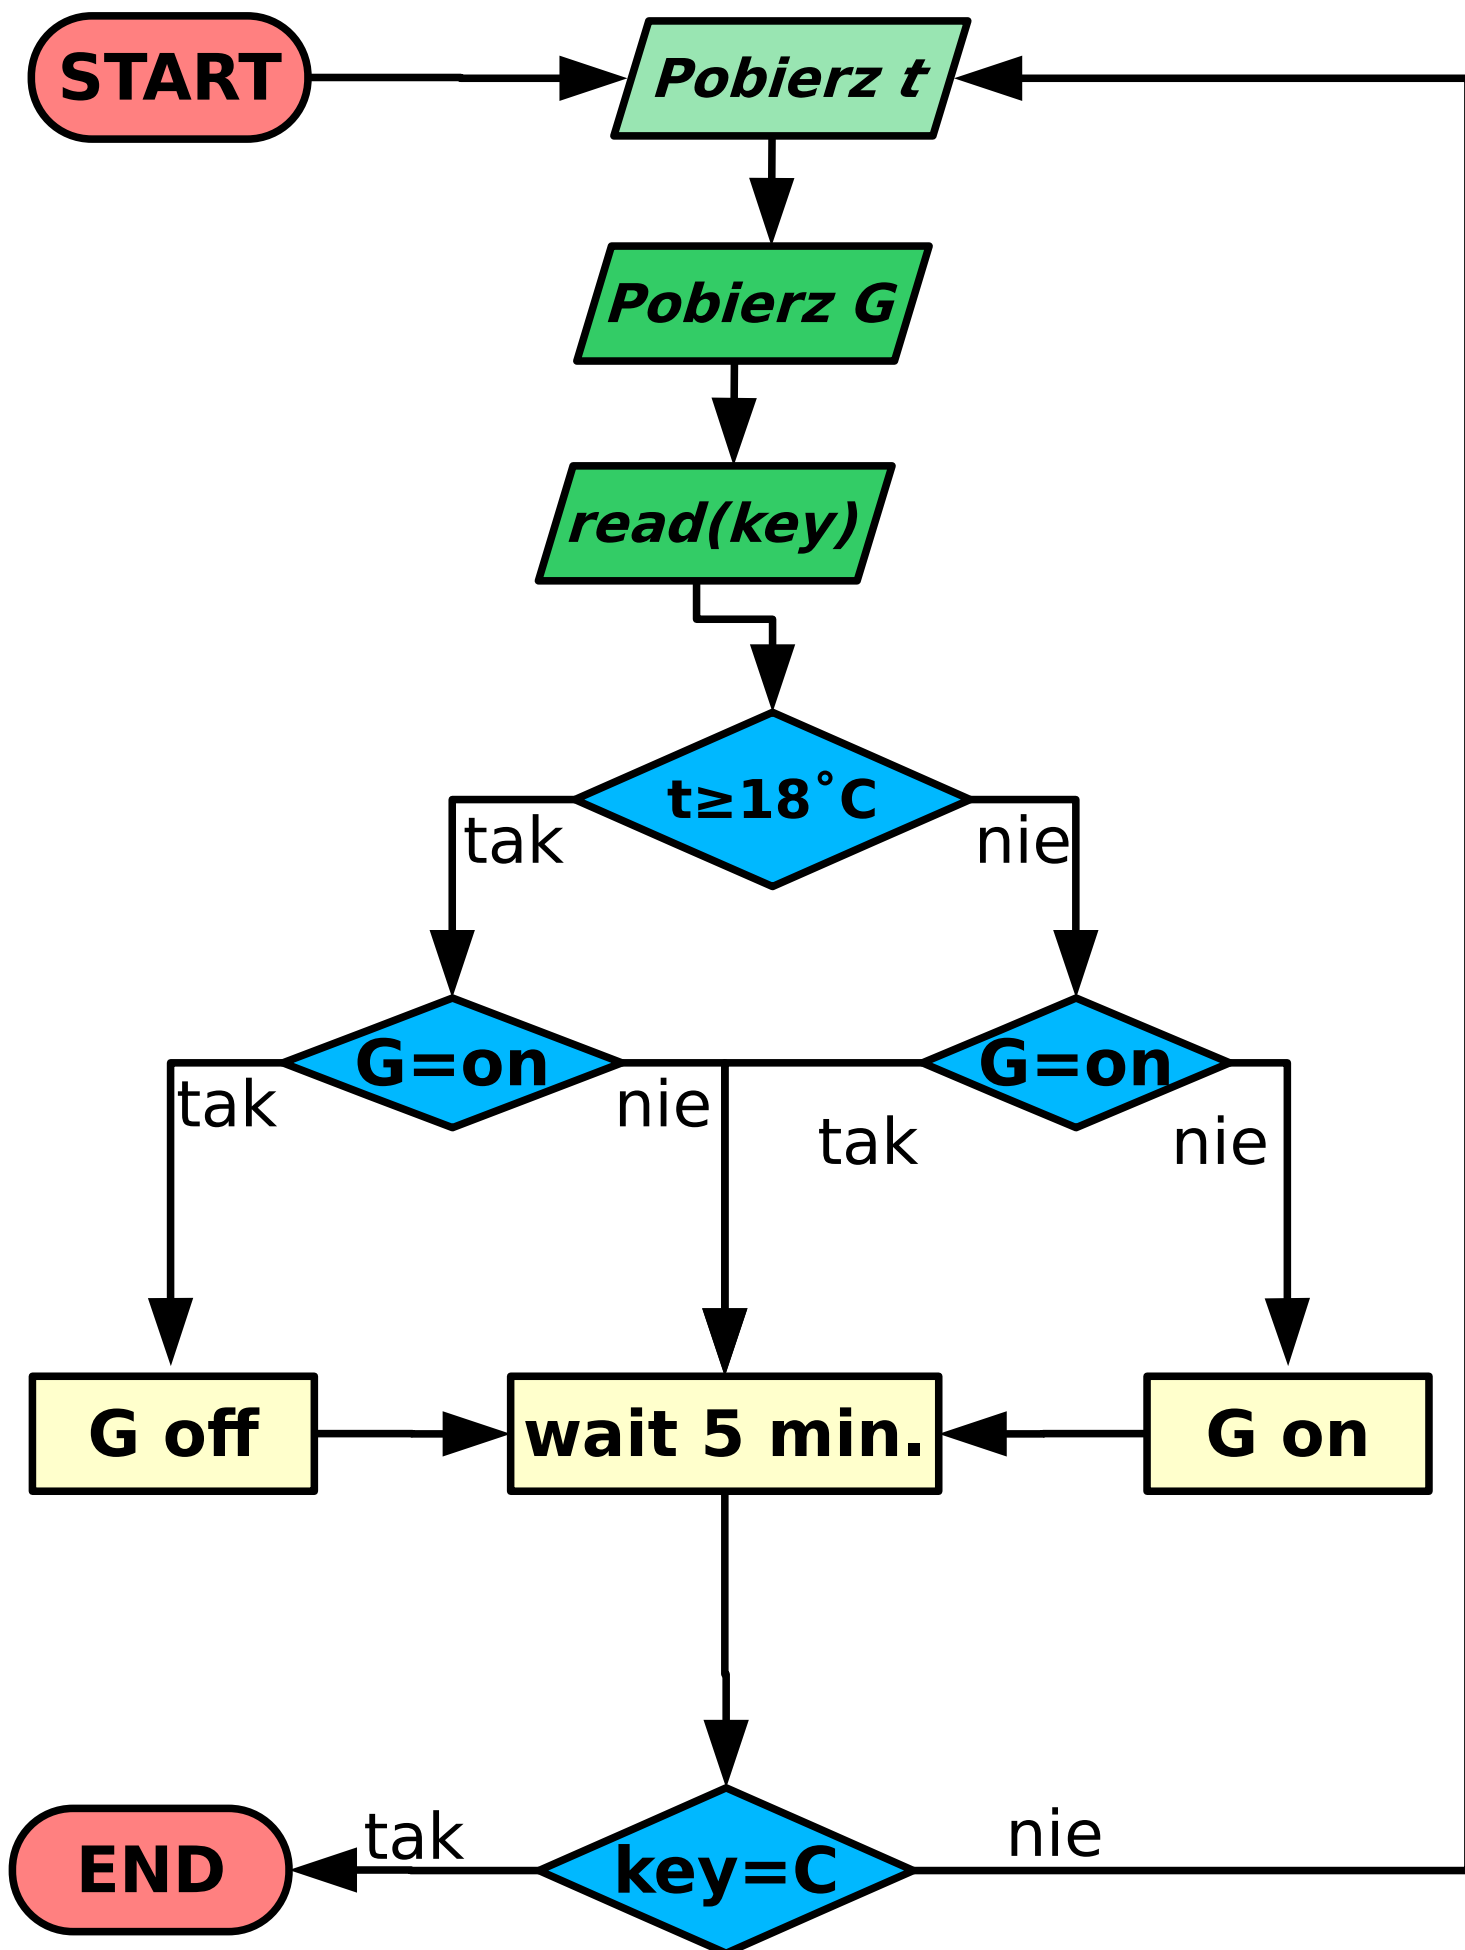 START
Pobierz t
Pobierz G
read(key)
t≥18˚C
tak
nie
G=on
G=on
tak
nie
tak
nie
G off
wait 5 min.
G on
tak
nie
END
key=C